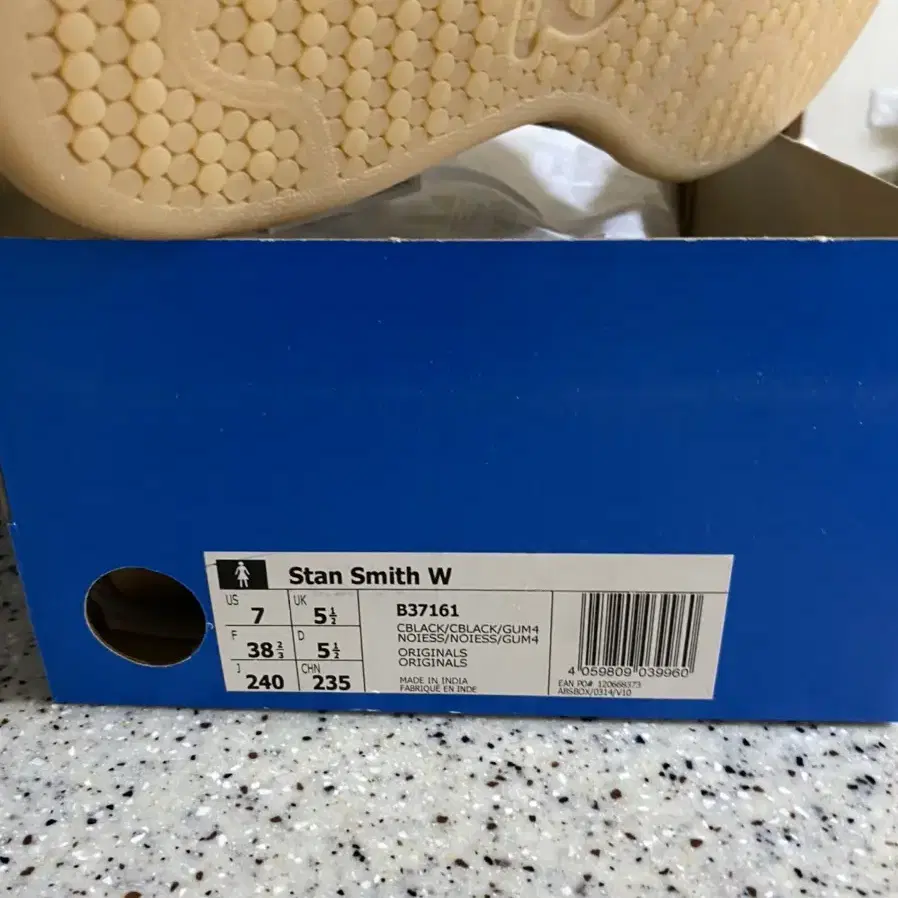 Stan Smith W
US 7 UK 5½
F 38⅔ D 5½
J 240 CHN 235
B37161
CBLACK/CBLACK/GUM4
NOIESS/NOIESS/GUM4
ORIGINALS
ORIGINALS
MADE IN INDIA
FABRIQUÉ EN INDE
4 059809 039960
EAN PO# 120668373
ABSBOX/0314/V10